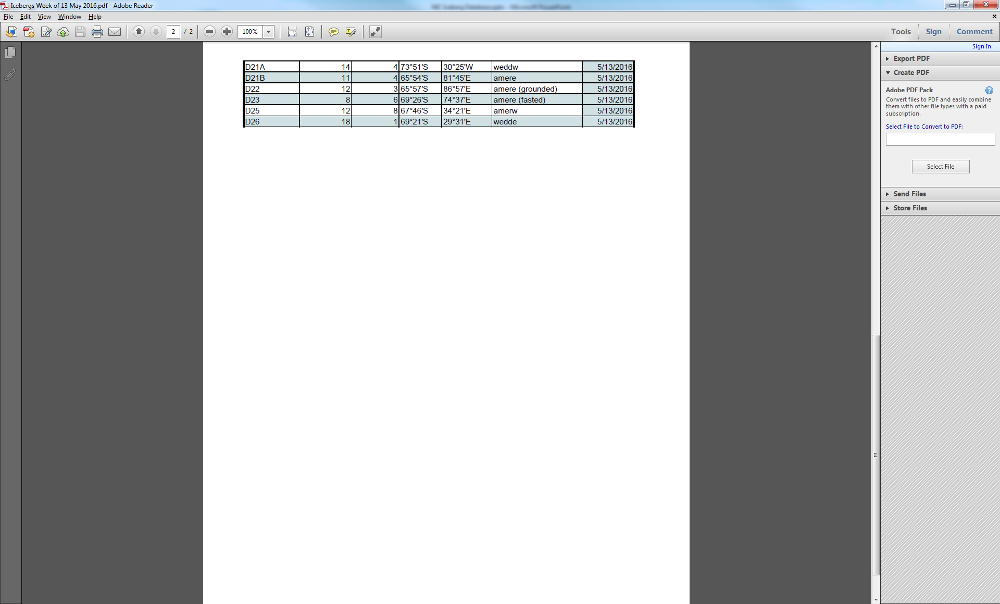 Icebergs Week of 13 May 2016.pdf - Adobe Reader
File Edit View Window Help
2 / 2 100% Tools Sign Comment
Sign In
Export PDF
Create PDF
Adobe PDF Pack
Convert files to PDF and easily combine
them with other file types with a paid
subscription.
Select File to Convert to PDF:
Select File
Send Files
Store Files
D21A 14 4 73°51'S 30°25'W weddw 5/13/2016
D21B 11 4 65°54'S 81°45'E amere 5/13/2016
D22 12 3 65°57'S 86°57'E amere (grounded) 5/13/2016
D23 8 6 69°26'S 74°37'E amere (fasted) 5/13/2016
D25 12 8 67°46'S 34°21'E amerw 5/13/2016
D26 18 1 69°21'S 29°31'E wedde 5/13/2016